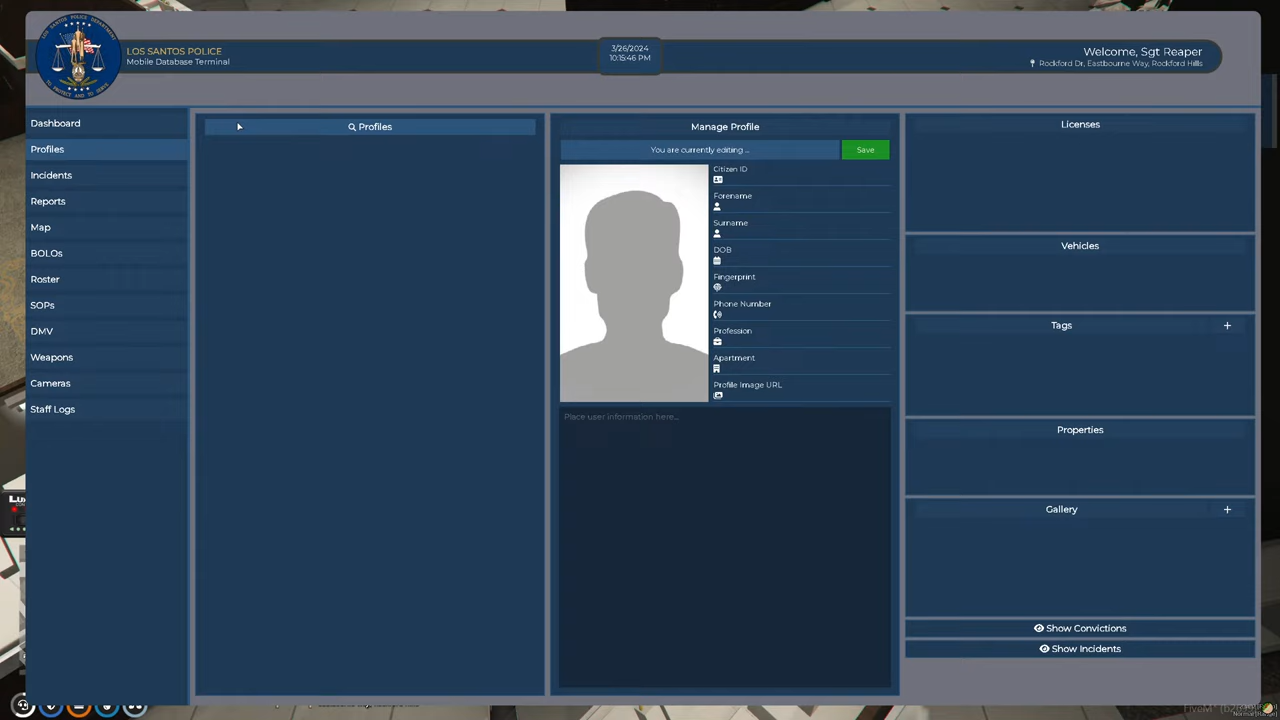 LOS SANTOS POLICE
Mobile Database Terminal
3/26/2024
10:15:46 PM
Welcome, Sgt Reaper
Rockford Dr, Eastbourne Way, Rockford Hills
Dashboard
Profiles
Incidents
Reports
Map
BOLOs
Roster
SOPs
DMV
Weapons
Cameras
Staff Logs
Profiles
Manage Profile
You are currently editing ...
Save
Citizen ID
Forename
Surname
DOB
Fingerprint
Phone Number
Profession
Apartment
Profile Image URL
Place user information here...
Licenses
Vehicles
Tags
+
Properties
Gallery
+
Show Convictions
Show Incidents